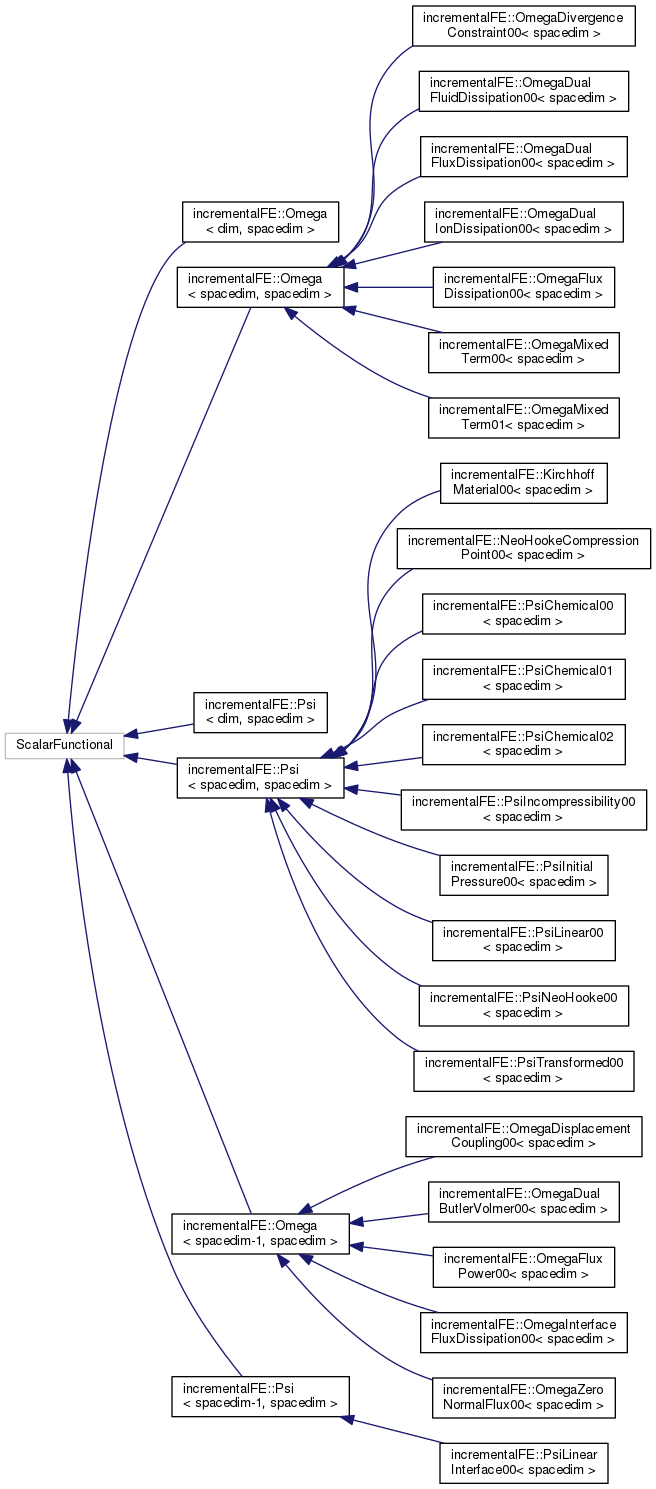 incrementalFE::OmegaDivergence
Constraint00< spacedim >
incrementalFE::OmegaDual
FluidDissipation00< spacedim >
incrementalFE::OmegaDual
FluxDissipation00< spacedim >
incrementalFE::Omega
< dim, spacedim >
incrementalFE::OmegaDual
IonDissipation00< spacedim >
incrementalFE::Omega
< spacedim, spacedim >
incrementalFE::OmegaFlux
Dissipation00< spacedim >
incrementalFE::OmegaMixed
Term00< spacedim >
incrementalFE::OmegaMixed
Term01< spacedim >
incrementalFE::Kirchhoff
Material00< spacedim >
incrementalFE::NeoHookeCompression
Point00< spacedim >
incrementalFE::PsiChemical00
< spacedim >
incrementalFE::PsiChemical01
< spacedim >
incrementalFE::Psi
< dim, spacedim >
incrementalFE::PsiChemical02
< spacedim >
ScalarFunctional
incrementalFE::Psi
< spacedim, spacedim >
incrementalFE::PsiIncompressibility00
< spacedim >
incrementalFE::PsiInitial
Pressure00< spacedim >
incrementalFE::PsiLinear00
< spacedim >
incrementalFE::PsiNeoHooke00
< spacedim >
incrementalFE::PsiTransformed00
< spacedim >
incrementalFE::OmegaDisplacement
Coupling00< spacedim >
incrementalFE::OmegaDual
ButlerVolmer00< spacedim >
incrementalFE::Omega
< spacedim-1, spacedim >
incrementalFE::OmegaFlux
Power00< spacedim >
incrementalFE::OmegaInterface
FluxDissipation00< spacedim >
incrementalFE::Psi
< spacedim-1, spacedim >
incrementalFE::OmegaZero
NormalFlux00< spacedim >
incrementalFE::PsiLinear
Interface00< spacedim >